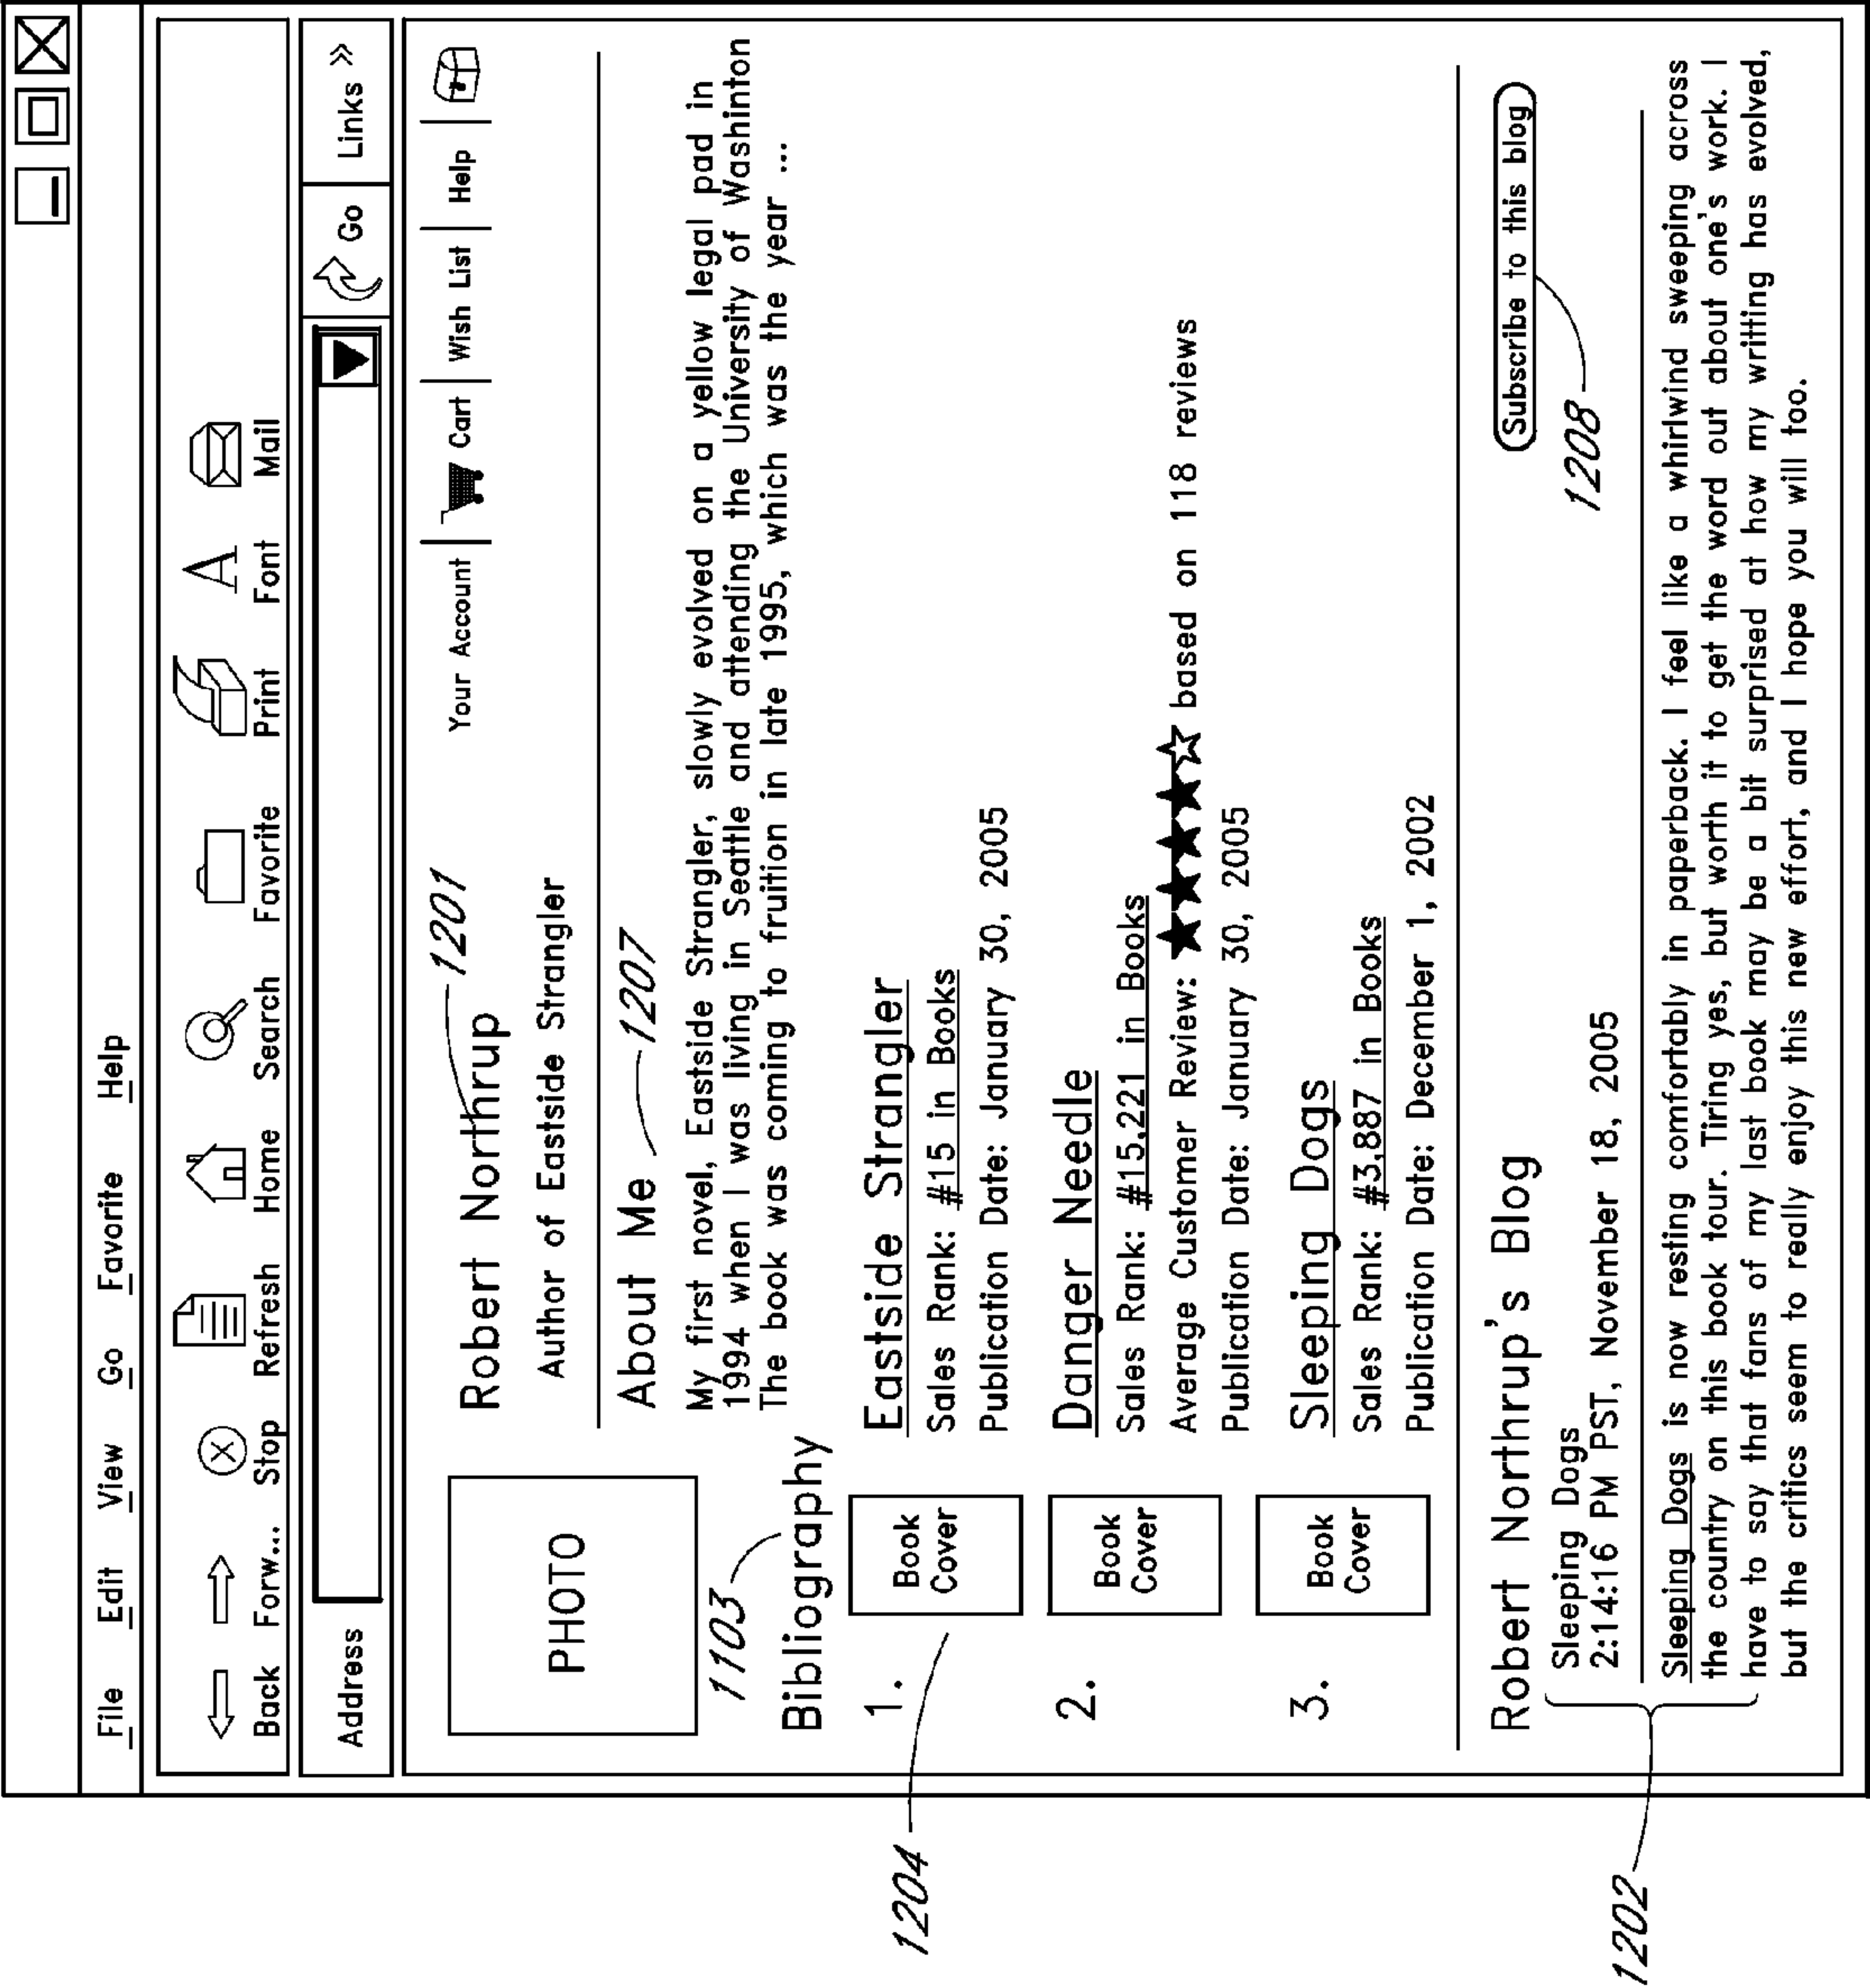 File Edit View Go Favorite Help
Back Forw... Stop Refresh Home Search Favorite Print Font Mail
Address Go Links »
Your Account Cart Wish List Help
Robert Northrup 1201
Author of Eastside Strangler
PHOTO
About Me 1207
My first novel, Eastside Strangler, slowly evolved on a yellow legal pad in
1994 when I was living in Seattle and attending the University of Washinton
The book was coming to fruition in late 1995, which was the year ...
1103
Bibliography
1204
1. Book Cover Eastside Strangler
Sales Rank: #15 in Books
Publication Date: January 30, 2005
2. Book Cover Danger Needle
Sales Rank: #15,221 in Books
Average Customer Review: ★★★★☆ based on 118 reviews
Publication Date: January 30, 2005
3. Book Cover Sleeping Dogs
Sales Rank: #3,887 in Books
Publication Date: December 1, 2002
Robert Northrup's Blog Subscribe to this blog
1208
1202
Sleeping Dogs
2:14:16 PM PST, November 18, 2005
Sleeping Dogs is now resting comfortably in paperback. I feel like a whirlwind sweeping across
the country on this book tour. Tiring yes, but worth it to get the word out about one's work. I
have to say that fans of my last book may be a bit surprised at how my writting has evolved,
but the critics seem to really enjoy this new effort, and I hope you will too.